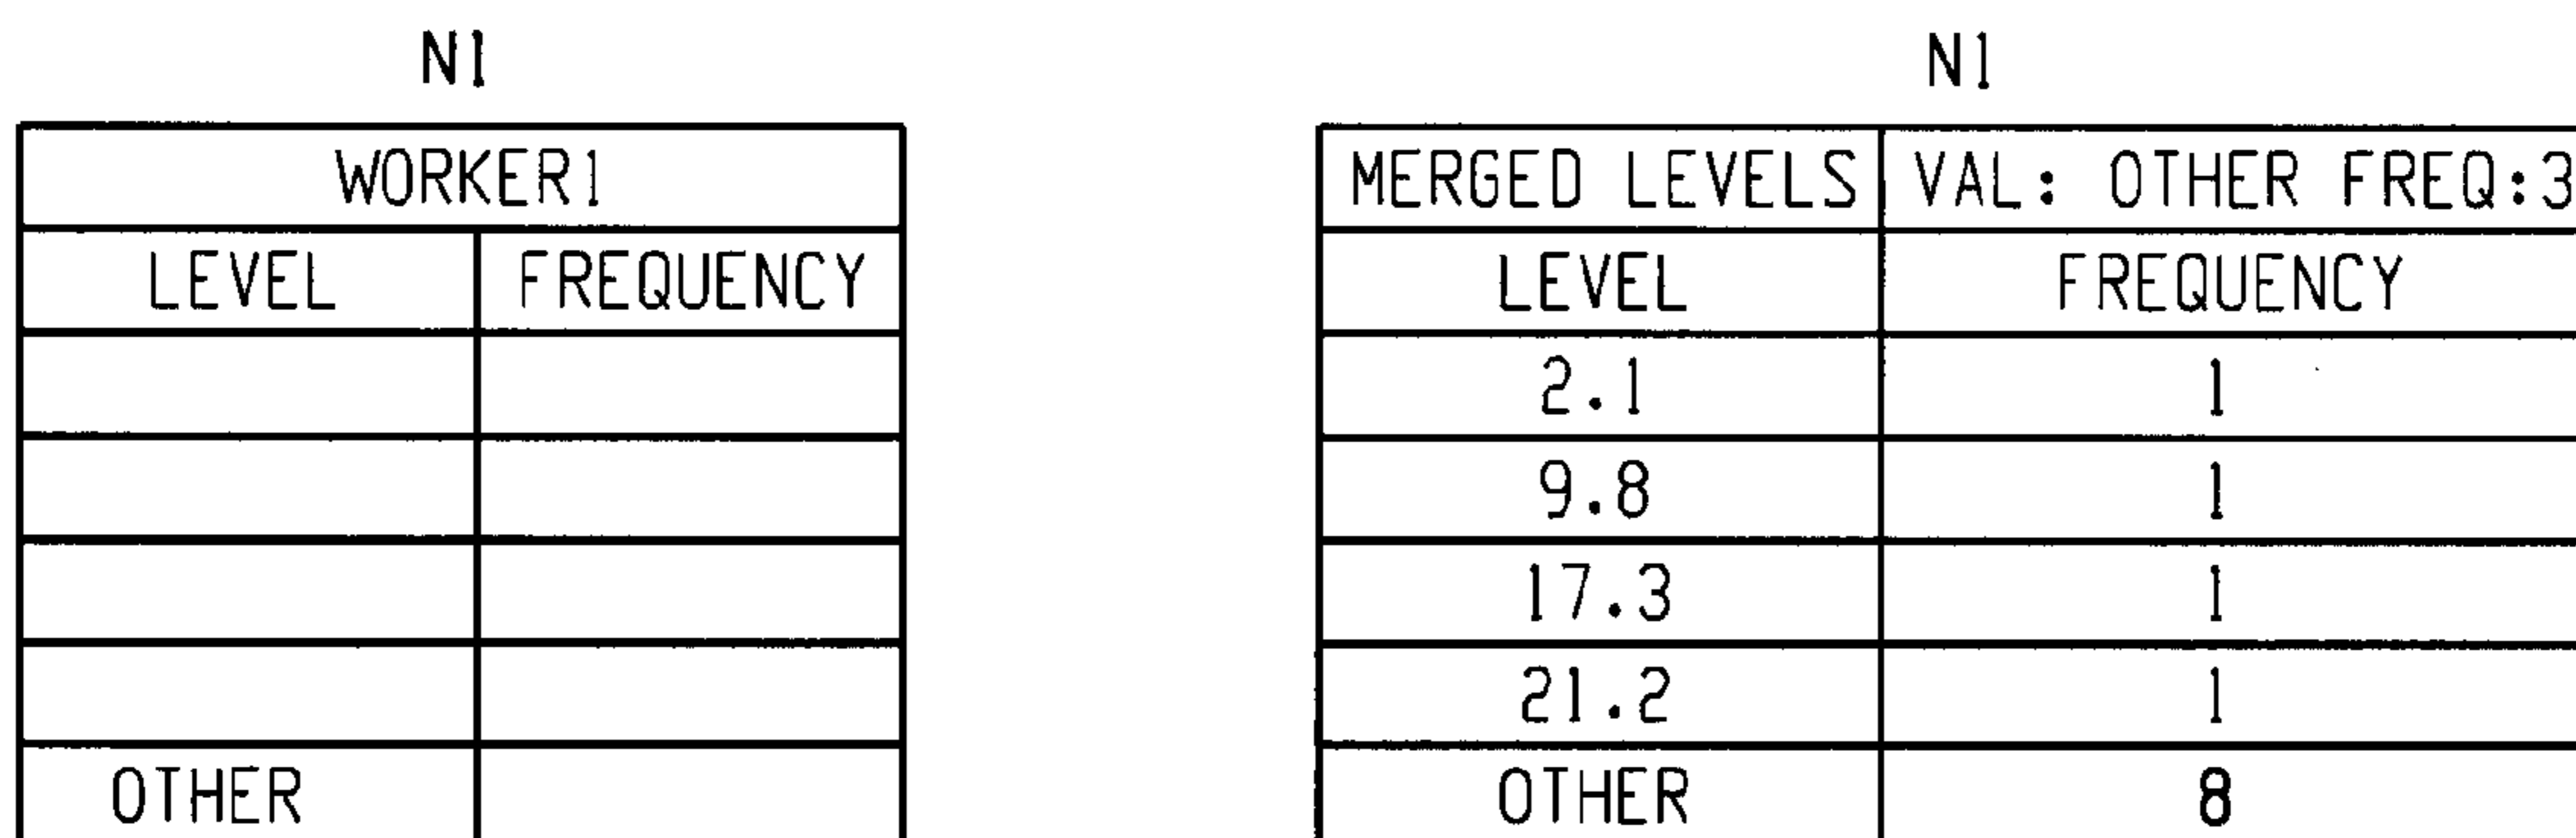 N1
WORKER1
LEVEL FREQUENCY
OTHER
N1
MERGED LEVELS VAL: OTHER FREQ:3
LEVEL FREQUENCY
2.1 1
9.8 1
17.3 1
21.2 1
OTHER 8